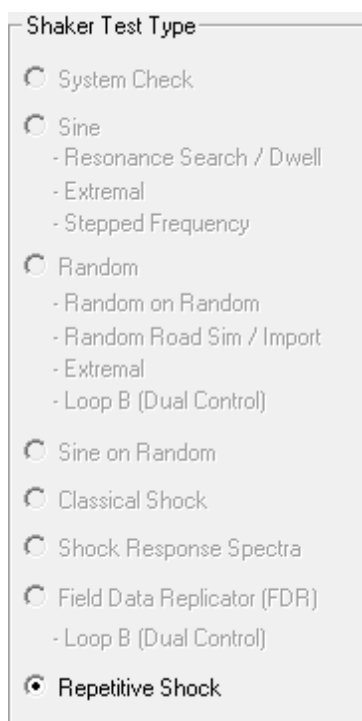 Shaker Test Type
System Check
Sine
- Resonance Search / Dwell
- Extremal
- Stepped Frequency
Random
- Random on Random
- Random Road Sim / Import
- Extremal
- Loop B (Dual Control)
Sine on Random
Classical Shock
Shock Response Spectra
Field Data Replicator (FDR)
- Loop B (Dual Control)
Repetitive Shock